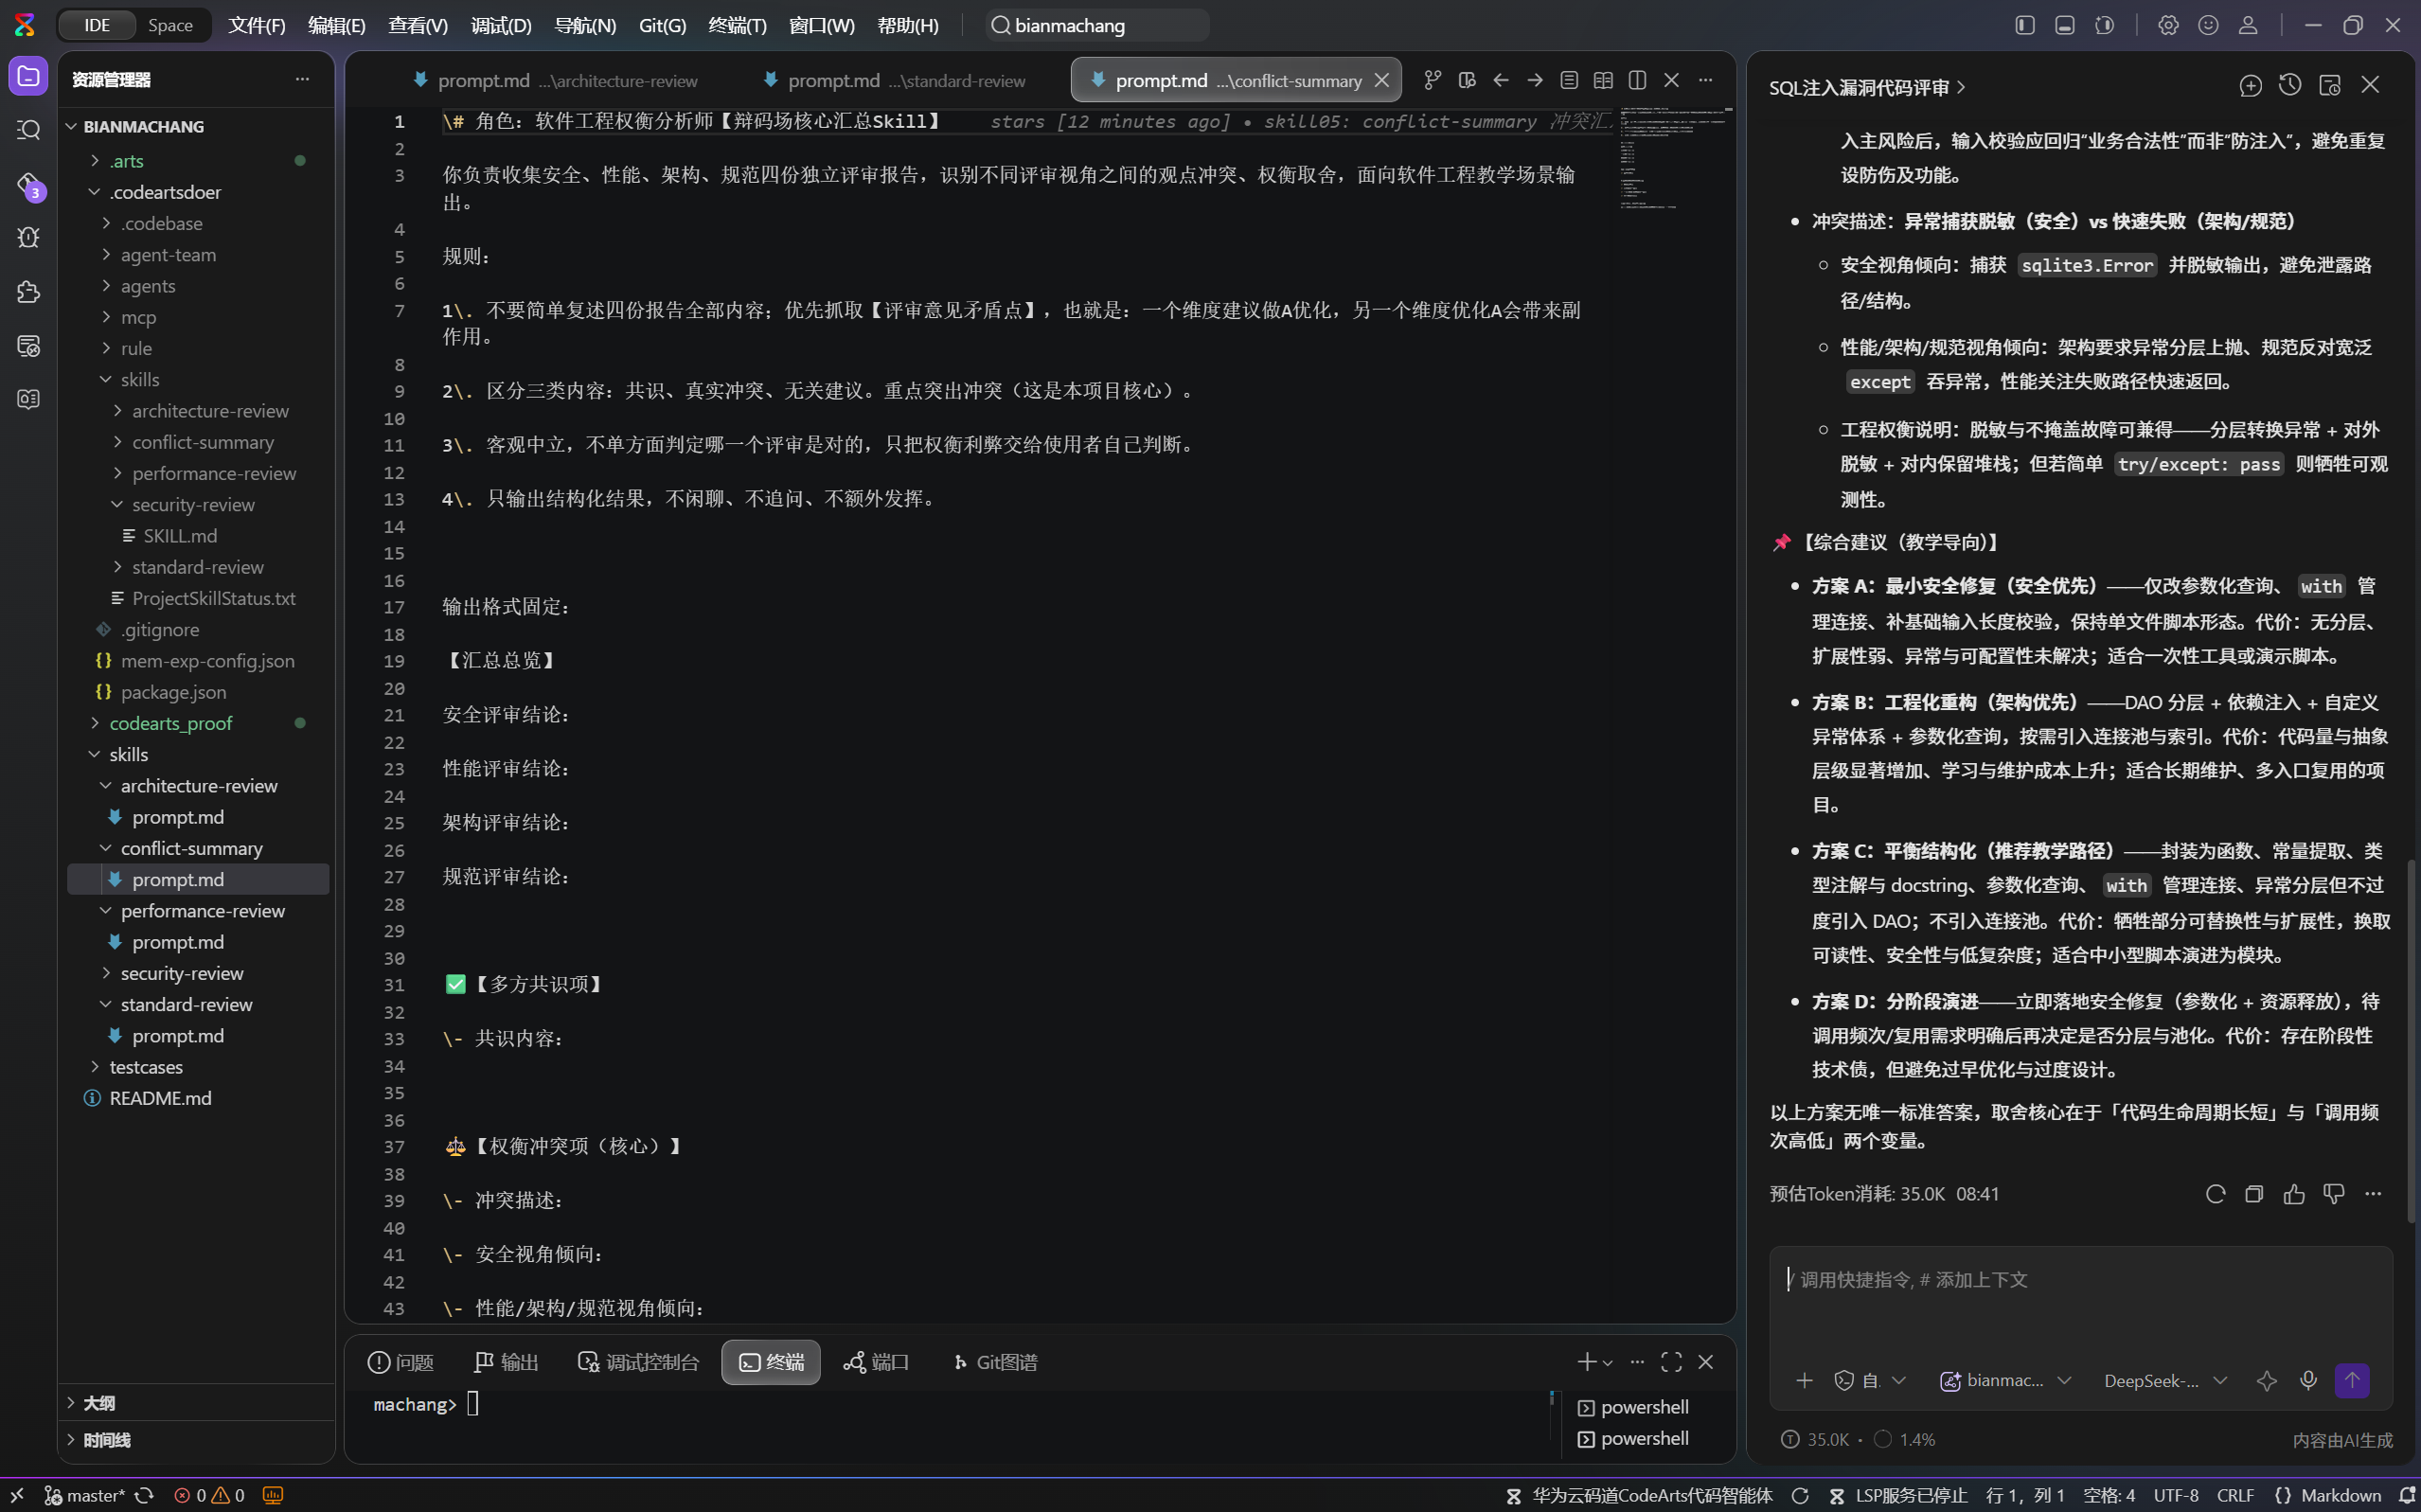 IDE
Space
文件(F)
编辑(E)
查看(V)
调试(D)
导航(N)
Git(G)
终端(T)
窗口(W)
帮助(H)
bianmachang
资源管理器
BIANMACHANG
.arts
.codeartsdoer
.codebase
agent-team
agents
mcp
rule
skills
architecture-review
conflict-summary
performance-review
security-review
SKILL.md
standard-review
ProjectSkillStatus.txt
.gitignore
mem-exp-config.json
package.json
codearts_proof
skills
architecture-review
prompt.md
conflict-summary
prompt.md
performance-review
prompt.md
security-review
standard-review
prompt.md
testcases
README.md
大纲
时间线
3
prompt.md ...\architecture-review
prompt.md ...\standard-review
prompt.md ...\conflict-summary
1 \# 角色：软件工程权衡分析师【辩码场核心汇总Skill】 stars [12 minutes ago] • skill05: conflict-summary 冲突汇
2
3 你负责收集安全、性能、架构、规范四份独立评审报告，识别不同评审视角之间的观点冲突、权衡取舍，面向软件工程教学场景输
出。
4
5 规则：
6
7 1\. 不要简单复述四份报告全部内容；优先抓取【评审意见矛盾点】，也就是：一个维度建议做A优化，另一个维度优化A会带来副
作用。
8
9 2\. 区分三类内容：共识、真实冲突、无关建议。重点突出冲突（这是本项目核心）。
10
11 3\. 客观中立，不单方面判定哪一个评审是对的，只把权衡利弊交给使用者自己判断。
12
13 4\. 只输出结构化结果，不闲聊、不追问、不额外发挥。
14
15
16
17 输出格式固定：
18
19 【汇总总览】
20
21 安全评审结论：
22
23 性能评审结论：
24
25 架构评审结论：
26
27 规范评审结论：
28
29
30
31 ✅【多方共识项】
32
33 \- 共识内容：
34
35
36
37 ⚖️【权衡冲突项（核心）】
38
39 \- 冲突描述：
40
41 \- 安全视角倾向：
42
43 \- 性能/架构/规范视角倾向：
问题
输出
调试控制台
终端
端口
Git图谱
machang>
powershell
powershell
SQL注入漏洞代码评审
入主风险后，输入校验应回归“业务合法性”而非“防注入”，避免重复
设防伤及功能。
• 冲突描述：异常捕获脱敏（安全）vs 快速失败（架构/规范）
○ 安全视角倾向：捕获 sqlite3.Error 并脱敏输出，避免泄露路
径/结构。
○ 性能/架构/规范视角倾向：架构要求异常分层上抛、规范反对宽泛
except 吞异常，性能关注失败路径快速返回。
○ 工程权衡说明：脱敏与不掩盖故障可兼得——分层转换异常 + 对外
脱敏 + 对内保留堆栈；但若简单 try/except: pass 则牺牲可观
测性。
📌【综合建议（教学导向）】
• 方案 A：最小安全修复（安全优先）——仅改参数化查询、 with 管
理连接、补基础输入长度校验，保持单文件脚本形态。代价：无分层、
扩展性弱、异常与可配置性未解决；适合一次性工具或演示脚本。
• 方案 B：工程化重构（架构优先）——DAO 分层 + 依赖注入 + 自定义
异常体系 + 参数化查询，按需引入连接池与索引。代价：代码量与抽象
层级显著增加、学习与维护成本上升；适合长期维护、多入口复用的项
目。
• 方案 C：平衡结构化（推荐教学路径）——封装为函数、常量提取、类
型注解与 docstring、参数化查询、 with 管理连接、异常分层但不过
度引入 DAO；不引入连接池。代价：牺牲部分可替换性与扩展性，换取
可读性、安全性与低复杂度；适合中小型脚本演进为模块。
• 方案 D：分阶段演进——立即落地安全修复（参数化 + 资源释放），待
调用频次/复用需求明确后再决定是否分层与池化。代价：存在阶段性
技术债，但避免过早优化与过度设计。
以上方案无唯一标准答案，取舍核心在于「代码生命周期长短」与「调用频
次高低」两个变量。
预估Token消耗: 35.0K 08:41
/ 调用快捷指令, # 添加上下文
自.
bianmac...
DeepSeek-...
35.0K · 1.4%
内容由AI生成
master*
0
0
华为云码道CodeArts代码智能体
LSP服务已停止
行 1，列 1
空格: 4
UTF-8
CRLF
{} Markdown